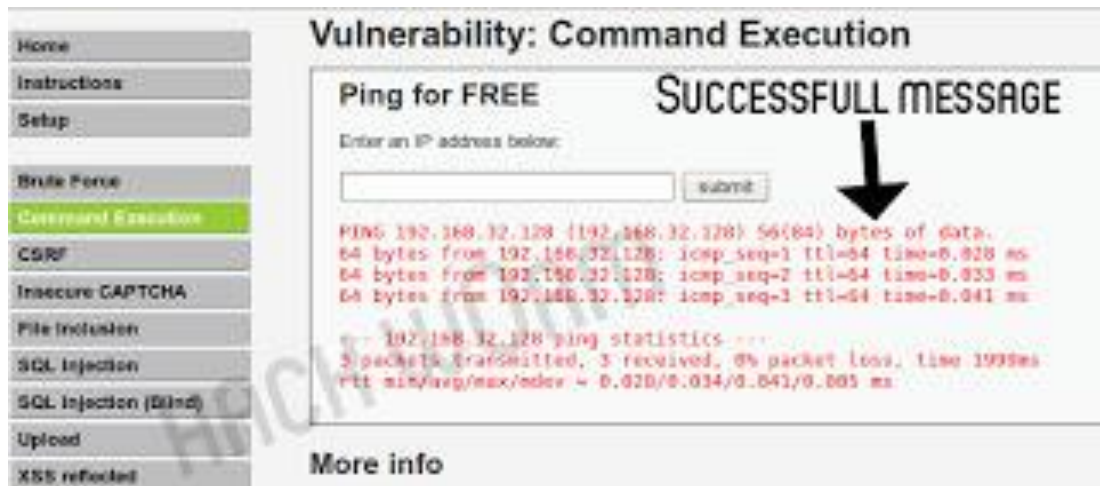 Home
Instructions
Setup
Brute Force
Command Execution
CSRF
Insecure CAPTCHA
File Inclusion
SQL Injection
SQL Injection (Blind)
Upload
XSS reflected
Vulnerability: Command Execution
Ping for FREE
SUCCESSFULL MESSAGE
Enter an IP address below:
submit
PING 192.168.32.128 (192.168.32.128) 56(84) bytes of data.
64 bytes from 192.168.32.128: icmp_seq=1 ttl=64 time=0.028 ms
64 bytes from 192.168.32.128: icmp_seq=2 ttl=64 time=0.033 ms
64 bytes from 192.168.32.128: icmp_seq=3 ttl=64 time=0.041 ms
--- 192.168.32.128 ping statistics ---
3 packets transmitted, 3 received, 0% packet loss, time 1998ms
rtt min/avg/max/mdev = 0.028/0.034/0.041/0.005 ms
More info